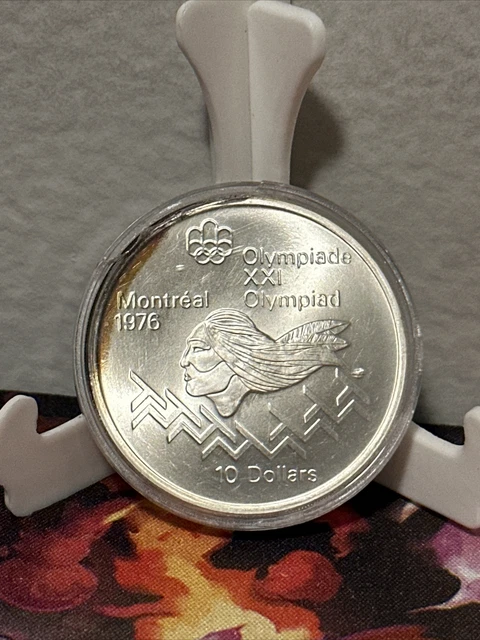 Olympiade
XXI
Olympiad
Montréal
1976
10 Dollars